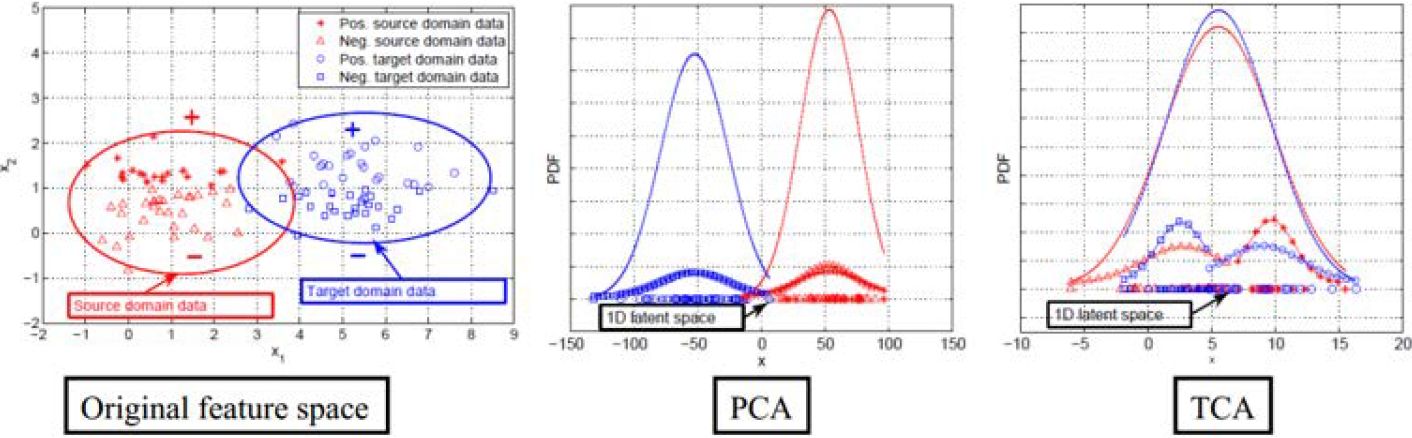 5
4
3
2
1
0
−1
−2
x2
Pos. source domain data
Neg. source domain data
Pos. target domain data
Neg. target domain data
+
+
−
−
Source domain data
Target domain data
−2 −1 0 1 2 3 4 5 6 7 8 9
x1
Original feature space
PDF
1D latent space
−150 −100 −50 0 50 100 150
x
PCA
PDF
1D latent space
−10 −5 0 5 10 15 20
x
TCA